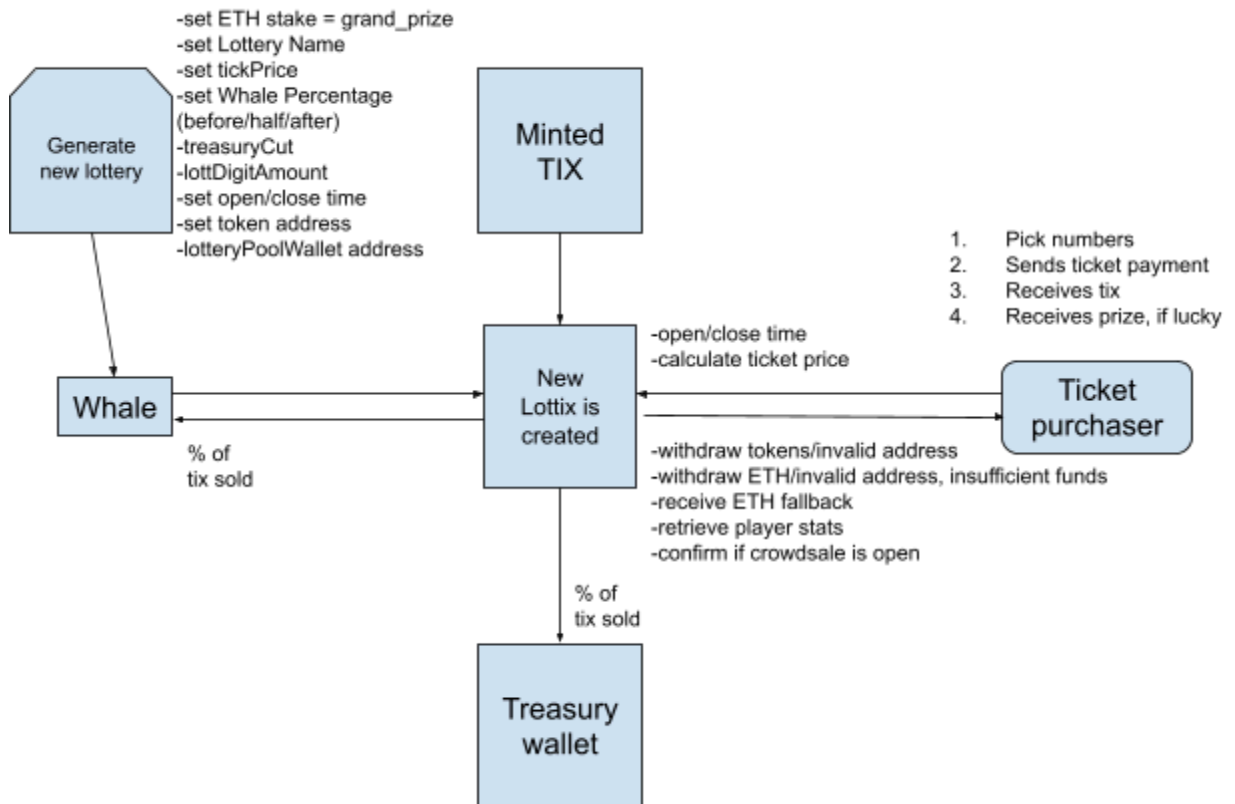 -set ETH stake = grand_prize
-set Lottery Name
-set tickPrice
-set Whale Percentage
(before/half/after)
-treasuryCut
-lottDigitAmount
-set open/close time
-set token address
-lotteryPoolWallet address
Generate
new lottery
Minted
TIX
1. Pick numbers
2. Sends ticket payment
3. Receives tix
4. Receives prize, if lucky
-open/close time
-calculate ticket price
Whale
New
Lottix is
created
Ticket
purchaser
% of
tix sold
-withdraw tokens/invalid address
-withdraw ETH/invalid address, insufficient funds
-receive ETH fallback
-retrieve player stats
-confirm if crowdsale is open
% of
tix sold
Treasury
wallet